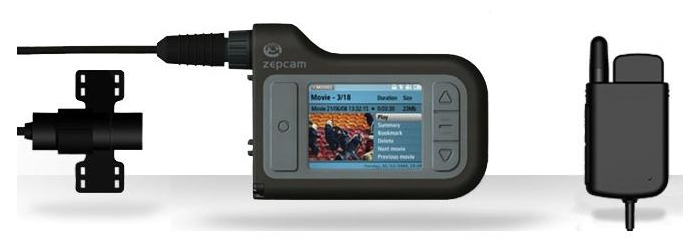 zepcam
Movie - 3/18 Duration Size
Movie 21/06/08 13:32:15 0:03:30 23Mb
Play
Summary
Bookmark
Delete
Next movie
Previous movie